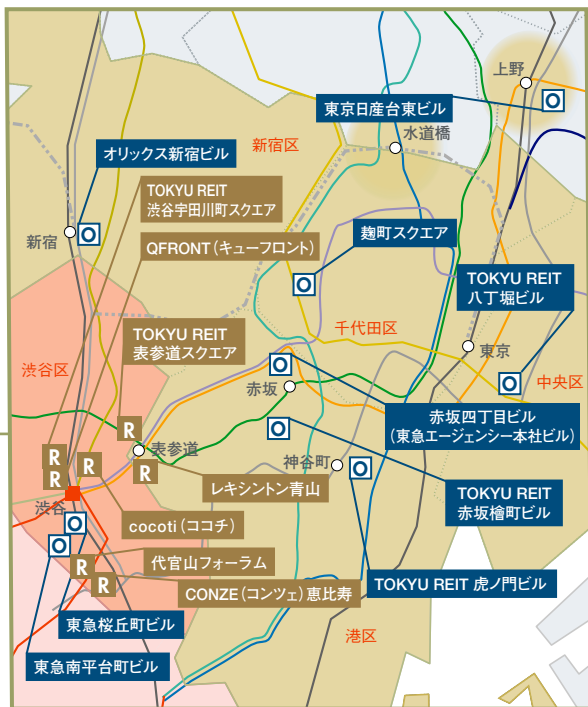 上野
O
東京日産台東ビル
水道橋
オリックス新宿ビル
新宿区
TOKYU REIT
渋谷宇田川町スクエア
新宿
O
QFRONT(キューフロント)
麹町スクエア
O
TOKYU REIT
八丁堀ビル
千代田区
TOKYU REIT
表参道スクエア
東京
渋谷区
O
赤坂
O
中央区
赤坂四丁目ビル
(東急エージェンシー本社ビル)
R
O
表参道
R
R
R
R
神谷町
O
レキシントン青山
TOKYU REIT
赤坂檜町ビル
渋谷
O
cocoti(ココチ)
O
代官山フォーラム
R
R
CONZE(コンツェ)恵比寿
TOKYU REIT 虎ノ門ビル
東急桜丘町ビル
港区
東急南平台町ビル